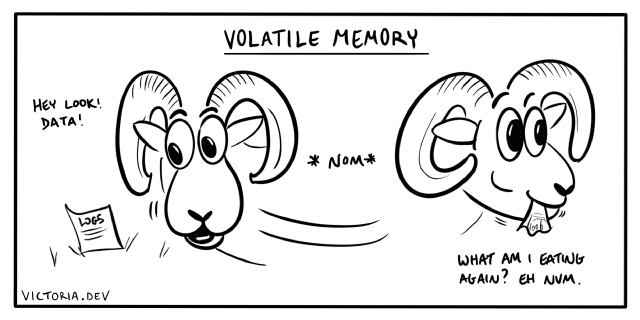 VOLATILE MEMORY
HEY LOOK!
DATA!
* NOM *
LOGS
WHAT AM I EATING
AGAIN? EH NVM.
VICTORIA.DEV